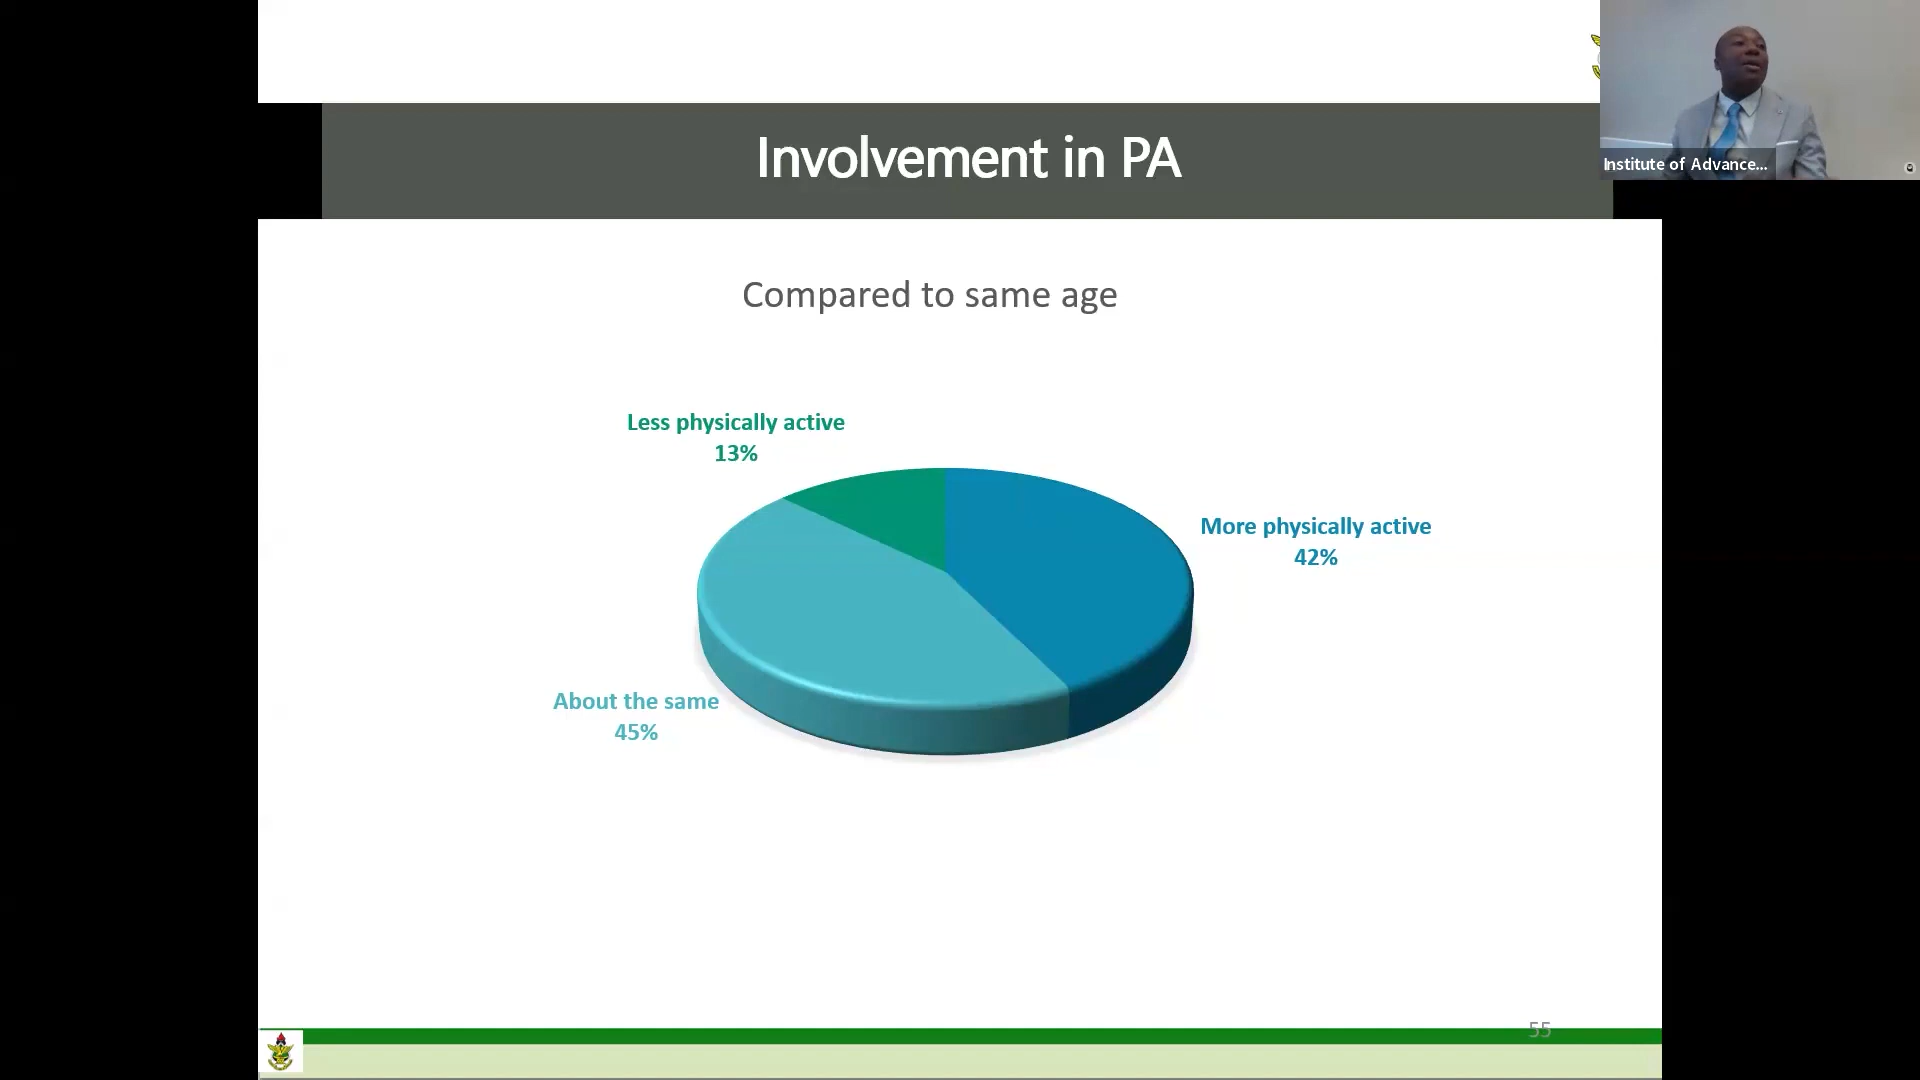 Involvement in PA
Institute of Advance...
Compared to same age
Less physically active
13%
More physically active
42%
About the same
45%
55